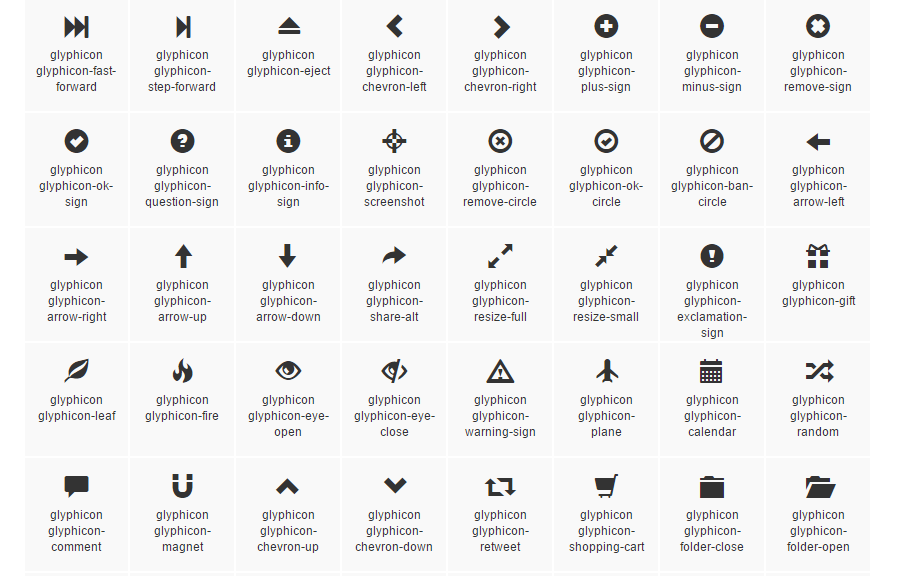 glyphicon
glyphicon-fast-
forward
glyphicon
glyphicon-
step-forward
glyphicon
glyphicon-eject
glyphicon
glyphicon-
chevron-left
glyphicon
glyphicon-
chevron-right
glyphicon
glyphicon-
plus-sign
glyphicon
glyphicon-
minus-sign
glyphicon
glyphicon-
remove-sign
glyphicon
glyphicon-ok-
sign
glyphicon
glyphicon-
question-sign
glyphicon
glyphicon-info-
sign
glyphicon
glyphicon-
screenshot
glyphicon
glyphicon-
remove-circle
glyphicon
glyphicon-ok-
circle
glyphicon
glyphicon-ban-
circle
glyphicon
glyphicon-
arrow-left
glyphicon
glyphicon-
arrow-right
glyphicon
glyphicon-
arrow-up
glyphicon
glyphicon-
arrow-down
glyphicon
glyphicon-
share-alt
glyphicon
glyphicon-
resize-full
glyphicon
glyphicon-
resize-small
glyphicon
glyphicon-
exclamation-
sign
glyphicon
glyphicon-gift
glyphicon
glyphicon-leaf
glyphicon
glyphicon-fire
glyphicon
glyphicon-eye-
open
glyphicon
glyphicon-eye-
close
glyphicon
glyphicon-
warning-sign
glyphicon
glyphicon-
plane
glyphicon
glyphicon-
calendar
glyphicon
glyphicon-
random
glyphicon
glyphicon-
comment
glyphicon
glyphicon-
magnet
glyphicon
glyphicon-
chevron-up
glyphicon
glyphicon-
chevron-down
glyphicon
glyphicon-
retweet
glyphicon
glyphicon-
shopping-cart
glyphicon
glyphicon-
folder-close
glyphicon
glyphicon-
folder-open